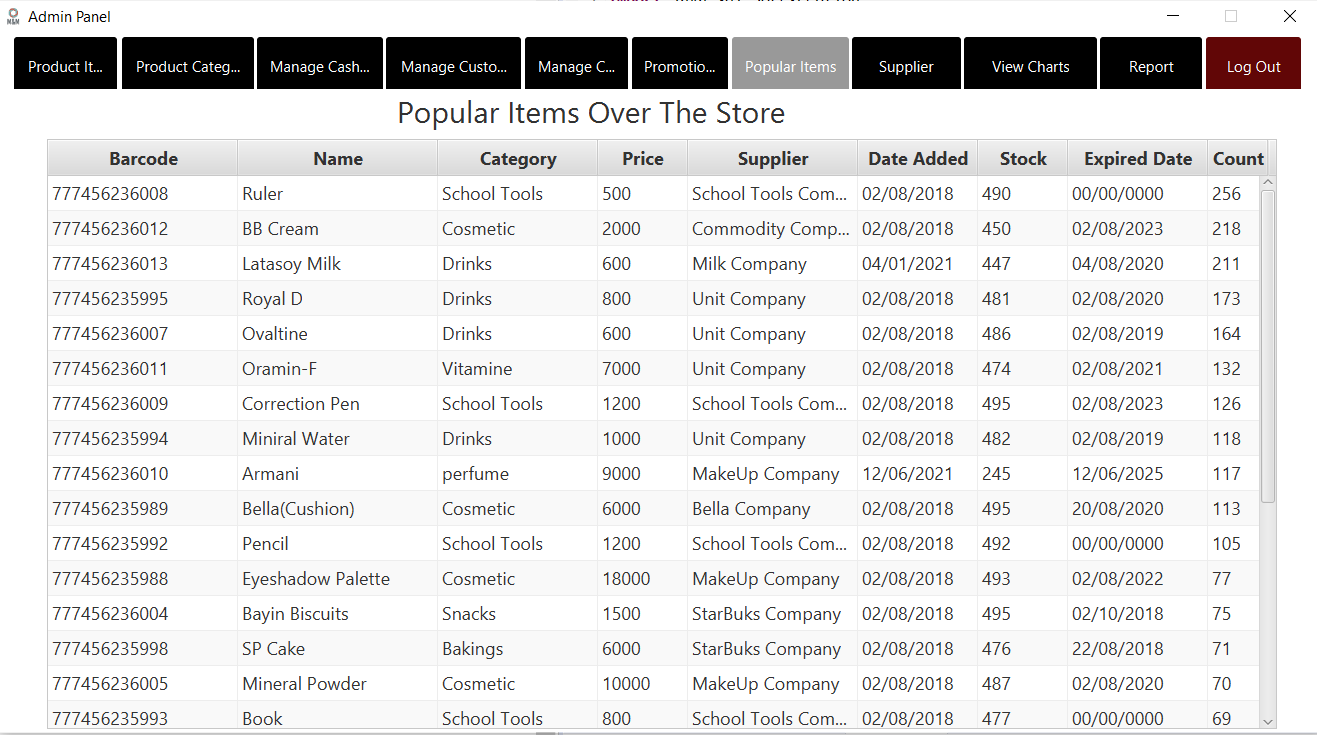 Admin Panel
Product It... Product Categ... Manage Cash... Manage Custo... Manage C... Promotio... Popular Items Supplier View Charts Report Log Out
Popular Items Over The Store
Barcode Name Category Price Supplier Date Added Stock Expired Date Count
777456236008 Ruler School Tools 500 School Tools Com... 02/08/2018 490 00/00/0000 256
777456236012 BB Cream Cosmetic 2000 Commodity Comp... 02/08/2018 450 02/08/2023 218
777456236013 Latasoy Milk Drinks 600 Milk Company 04/01/2021 447 04/08/2020 211
777456235995 Royal D Drinks 800 Unit Company 02/08/2018 481 02/08/2020 173
777456236007 Ovaltine Drinks 600 Unit Company 02/08/2018 486 02/08/2019 164
777456236011 Oramin-F Vitamine 7000 Unit Company 02/08/2018 474 02/08/2021 132
777456236009 Correction Pen School Tools 1200 School Tools Com... 02/08/2018 495 02/08/2023 126
777456235994 Miniral Water Drinks 1000 Unit Company 02/08/2018 482 02/08/2019 118
777456236010 Armani perfume 9000 MakeUp Company 12/06/2021 245 12/06/2025 117
777456235989 Bella(Cushion) Cosmetic 6000 Bella Company 02/08/2018 495 20/08/2020 113
777456235992 Pencil School Tools 1200 School Tools Com... 02/08/2018 492 00/00/0000 105
777456235988 Eyeshadow Palette Cosmetic 18000 MakeUp Company 02/08/2018 493 02/08/2022 77
777456236004 Bayin Biscuits Snacks 1500 StarBuks Company 02/08/2018 495 02/10/2018 75
777456235998 SP Cake Bakings 6000 StarBuks Company 02/08/2018 476 22/08/2018 71
777456236005 Mineral Powder Cosmetic 10000 MakeUp Company 02/08/2018 487 02/08/2020 70
777456235993 Book School Tools 800 School Tools Com... 02/08/2018 477 00/00/0000 69